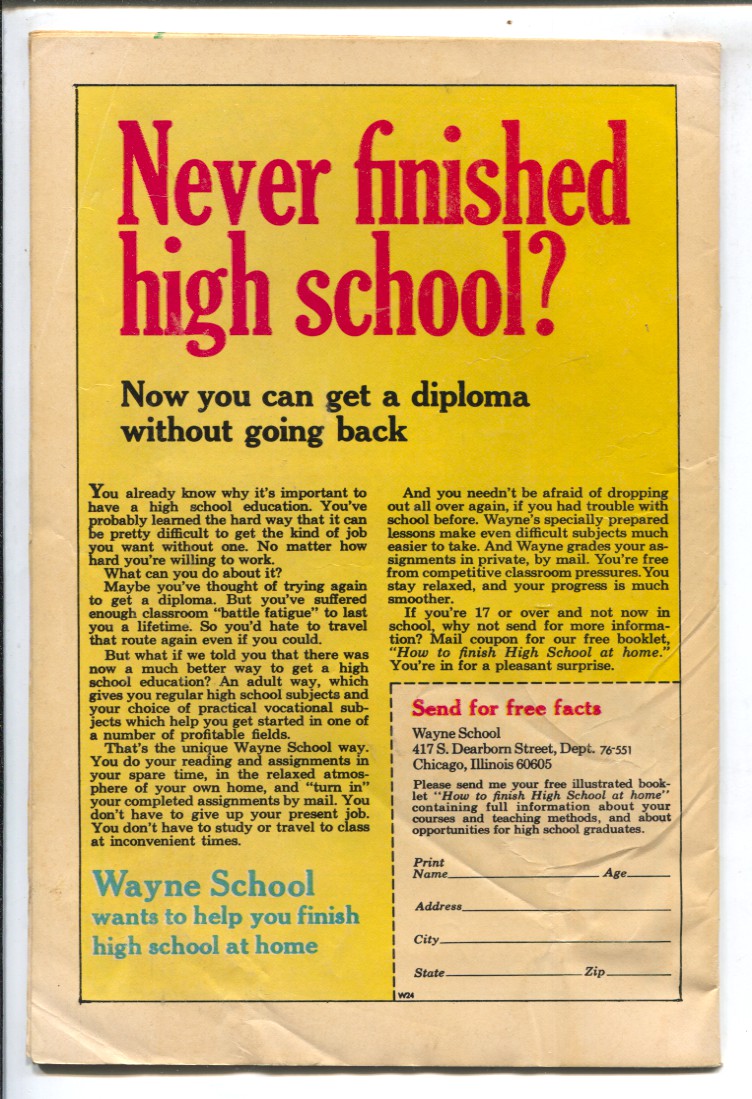 Never finished
high school?
Now you can get a diploma
without going back
You already know why it's important to
have a high school education. You've
probably learned the hard way that it can
be pretty difficult to get the kind of job
you want without one. No matter how
hard you're willing to work.
What can you do about it?
Maybe you've thought of trying again
to get a diploma. But you've suffered
enough classroom "battle fatigue" to last
you a lifetime. So you'd hate to travel
that route again even if you could.
But what if we told you that there was
now a much better way to get a high
school education? An adult way, which
gives you regular high school subjects and
your choice of practical vocational sub-
jects which help you get started in one of
a number of profitable fields.
That's the unique Wayne School way.
You do your reading and assignments in
your spare time, in the relaxed atmos-
phere of your own home, and "turn in"
your completed assignments by mail. You
don't have to give up your present job.
You don't have to study or travel to class
at inconvenient times.
Wayne School
wants to help you finish
high school at home
And you needn't be afraid of dropping
out all over again, if you had trouble with
school before. Wayne's specially prepared
lessons make even difficult subjects much
easier to take. And Wayne grades your as-
signments in private, by mail. You're free
from competitive classroom pressures. You
stay relaxed, and your progress is much
smoother.
If you're 17 or over and not now in
school, why not send for more informa-
tion? Mail coupon for our free booklet,
"How to finish High School at home."
You're in for a pleasant surprise.
Send for free facts
Wayne School
417 S. Dearborn Street, Dept. 76-551
Chicago, Illinois 60605
Please send me your free illustrated book-
let "How to finish High School at home"
containing full information about your
courses and teaching methods, and about
opportunities for high school graduates.
Print
Name Age
Address
City
State Zip
W24